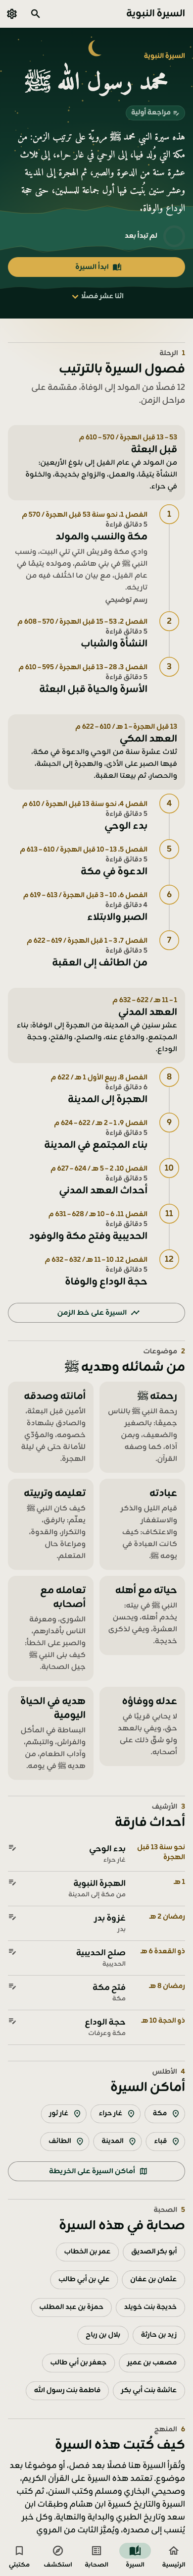 السيرة النبوية
السيرة النبوية
محمد رسول الله ﷺ
مراجعة أولية
هذه سيرة النبي محمد ﷺ مرويّة على ترتيب الزمن: من
مكة التي وُلد فيها، إلى الوحي في غار حراء، إلى ثلاث
عشرة سنين من الدعوة والصبر، ثم الهجرة إلى المدينة
وعشر سنين بُنيت فيها أول جماعة للمسلمين، حتى حجة
الوداع والوفاة.
لم تبدأ بعد
ابدأ السيرة
اثنا عشر فصلًا
1 الرحلة
فصول السيرة بالترتيب
12 فصلًا من المولد إلى الوفاة، مقسّمة على
مراحل الزمن.
53 – 13 قبل الهجرة / 570 – 610 م
قبل البعثة
من المولد في عام الفيل إلى بلوغ الأربعين:
النشأة يتيمًا، والعمل، والزواج بخديجة، والخلوة
في حراء.
1
الفصل 1، نحو سنة 53 قبل الهجرة / 570 م
5 دقائق قراءة
مكة والنسب والمولد
وادي مكة وقريش التي تلي البيت، ونسب
النبي ﷺ في بني هاشم، ومولده يتيمًا في
عام الفيل، مع بيان ما اختُلف فيه من
تاريخه.
رسم توضيحي
2
الفصل 2، 53 – 15 قبل الهجرة / 570 – 608 م
5 دقائق قراءة
النشأة والشباب
3
الفصل 3، 28 – 13 قبل الهجرة / 595 – 610 م
5 دقائق قراءة
الأسرة والحياة قبل البعثة
13 قبل الهجرة – 1 هـ / 610 – 622 م
العهد المكي
ثلاث عشرة سنة من الوحي والدعوة في مكة،
فيها الصبر على الأذى، والهجرة إلى الحبشة،
والحصار، ثم بيعتا العقبة.
4
الفصل 4، نحو سنة 13 قبل الهجرة / 610 م
5 دقائق قراءة
بدء الوحي
5
الفصل 5، 13 – 10 قبل الهجرة / 610 – 613 م
5 دقائق قراءة
الدعوة في مكة
6
الفصل 6، 10 – 3 قبل الهجرة / 613 – 619 م
4 دقائق قراءة
الصبر والابتلاء
7
الفصل 7، 3 – 1 قبل الهجرة / 619 – 622 م
5 دقائق قراءة
من الطائف إلى العقبة
1 – 11 هـ / 622 – 632 م
العهد المدني
عشر سنين في المدينة من الهجرة إلى الوفاة: بناء
المجتمع، والدفاع عنه، والصلح، والفتح، وحجة
الوداع.
8
الفصل 8، ربيع الأول 1 هـ / 622 م
6 دقائق قراءة
الهجرة إلى المدينة
9
الفصل 9، 1 – 2 هـ / 622 – 624 م
5 دقائق قراءة
بناء المجتمع في المدينة
10
الفصل 10، 2 – 5 هـ / 624 – 627 م
5 دقائق قراءة
أحداث العهد المدني
11
الفصل 11، 6 – 10 هـ / 628 – 631 م
5 دقائق قراءة
الحديبية وفتح مكة والوفود
12
الفصل 12، 10 – 11 هـ / 632 – 632 م
5 دقائق قراءة
حجة الوداع والوفاة
السيرة على خط الزمن
2 موضوعات
من شمائله وهديه ﷺ
رحمته ﷺ
رحمة النبي ﷺ بالناس
جميعًا: بالصغير
والضعيف، وبمن
آذاه، كما وصفه
القرآن.
أمانته وصدقه
الأمين قبل البعثة،
والصادق بشهادة
خصومه، والمؤدّي
للأمانة حتى في ليلة
الهجرة.
عبادته
قيام الليل والذكر
والاستغفار
والاعتكاف: كيف
كانت العبادة في
يومه ﷺ.
تعليمه وتربيته
كيف كان النبي ﷺ
يعلّم: بالرفق،
والتكرار، والقدوة،
ومراعاة حال
المتعلم.
حياته مع أهله
النبي ﷺ في بيته:
يخدم أهله، ويحسن
العشرة، ويفي لذكرى
خديجة.
تعامله مع
أصحابه
الشورى، ومعرفة
الناس بأقدارهم،
والصبر على الخطأ:
كيف بنى النبي ﷺ
جيل الصحابة.
عدله ووفاؤه
لا يحابي قريبًا في
حق، ويفي بالعهد
ولو شقّ ذلك على
أصحابه.
هديه في الحياة
اليومية
البساطة في المأكل
والفراش، والتبسّم،
وآداب الطعام، من
هديه ﷺ في يومه.
3 الأرشيف
أحداث فارقة
نحو سنة 13 قبل
الهجرة
بدء الوحي
غار حراء
1 هـ
الهجرة النبوية
من مكة إلى المدينة
رمضان 2 هـ
غزوة بدر
بدر
ذو القعدة 6 هـ
صلح الحديبية
الحديبية
رمضان 8 هـ
فتح مكة
مكة
ذو الحجة 10 هـ
حجة الوداع
مكة وعرفات
4 الأطلس
أماكن السيرة
مكة
غار حراء
غار ثور
قباء
المدينة
الطائف
أماكن السيرة على الخريطة
5 الصحبة
صحابة في هذه السيرة
أبو بكر الصديق
عمر بن الخطاب
عثمان بن عفان
علي بن أبي طالب
خديجة بنت خويلد
حمزة بن عبد المطلب
زيد بن حارثة
بلال بن رباح
مصعب بن عمير
جعفر بن أبي طالب
عائشة بنت أبي بكر
فاطمة بنت رسول الله
6 المنهج
كيف كُتبت هذه السيرة
وتُقرأ السيرة هنا فصلًا بعد فصل، أو موضوعًا بعد
موضوع. تعتمد هذه السيرة على القرآن الكريم،
وصحيحي البخاري ومسلم وكتب السنن، ثم كتب
السيرة والتاريخ كسيرة ابن هشام وطبقات ابن
سعد وتاريخ الطبري والبداية والنهاية. وكل خبر
يُنسب إلى مصدره، ويُميَّز الثابت من المروي
الرئيسية
السيرة
الصحابة
استكشف
مكتبتي